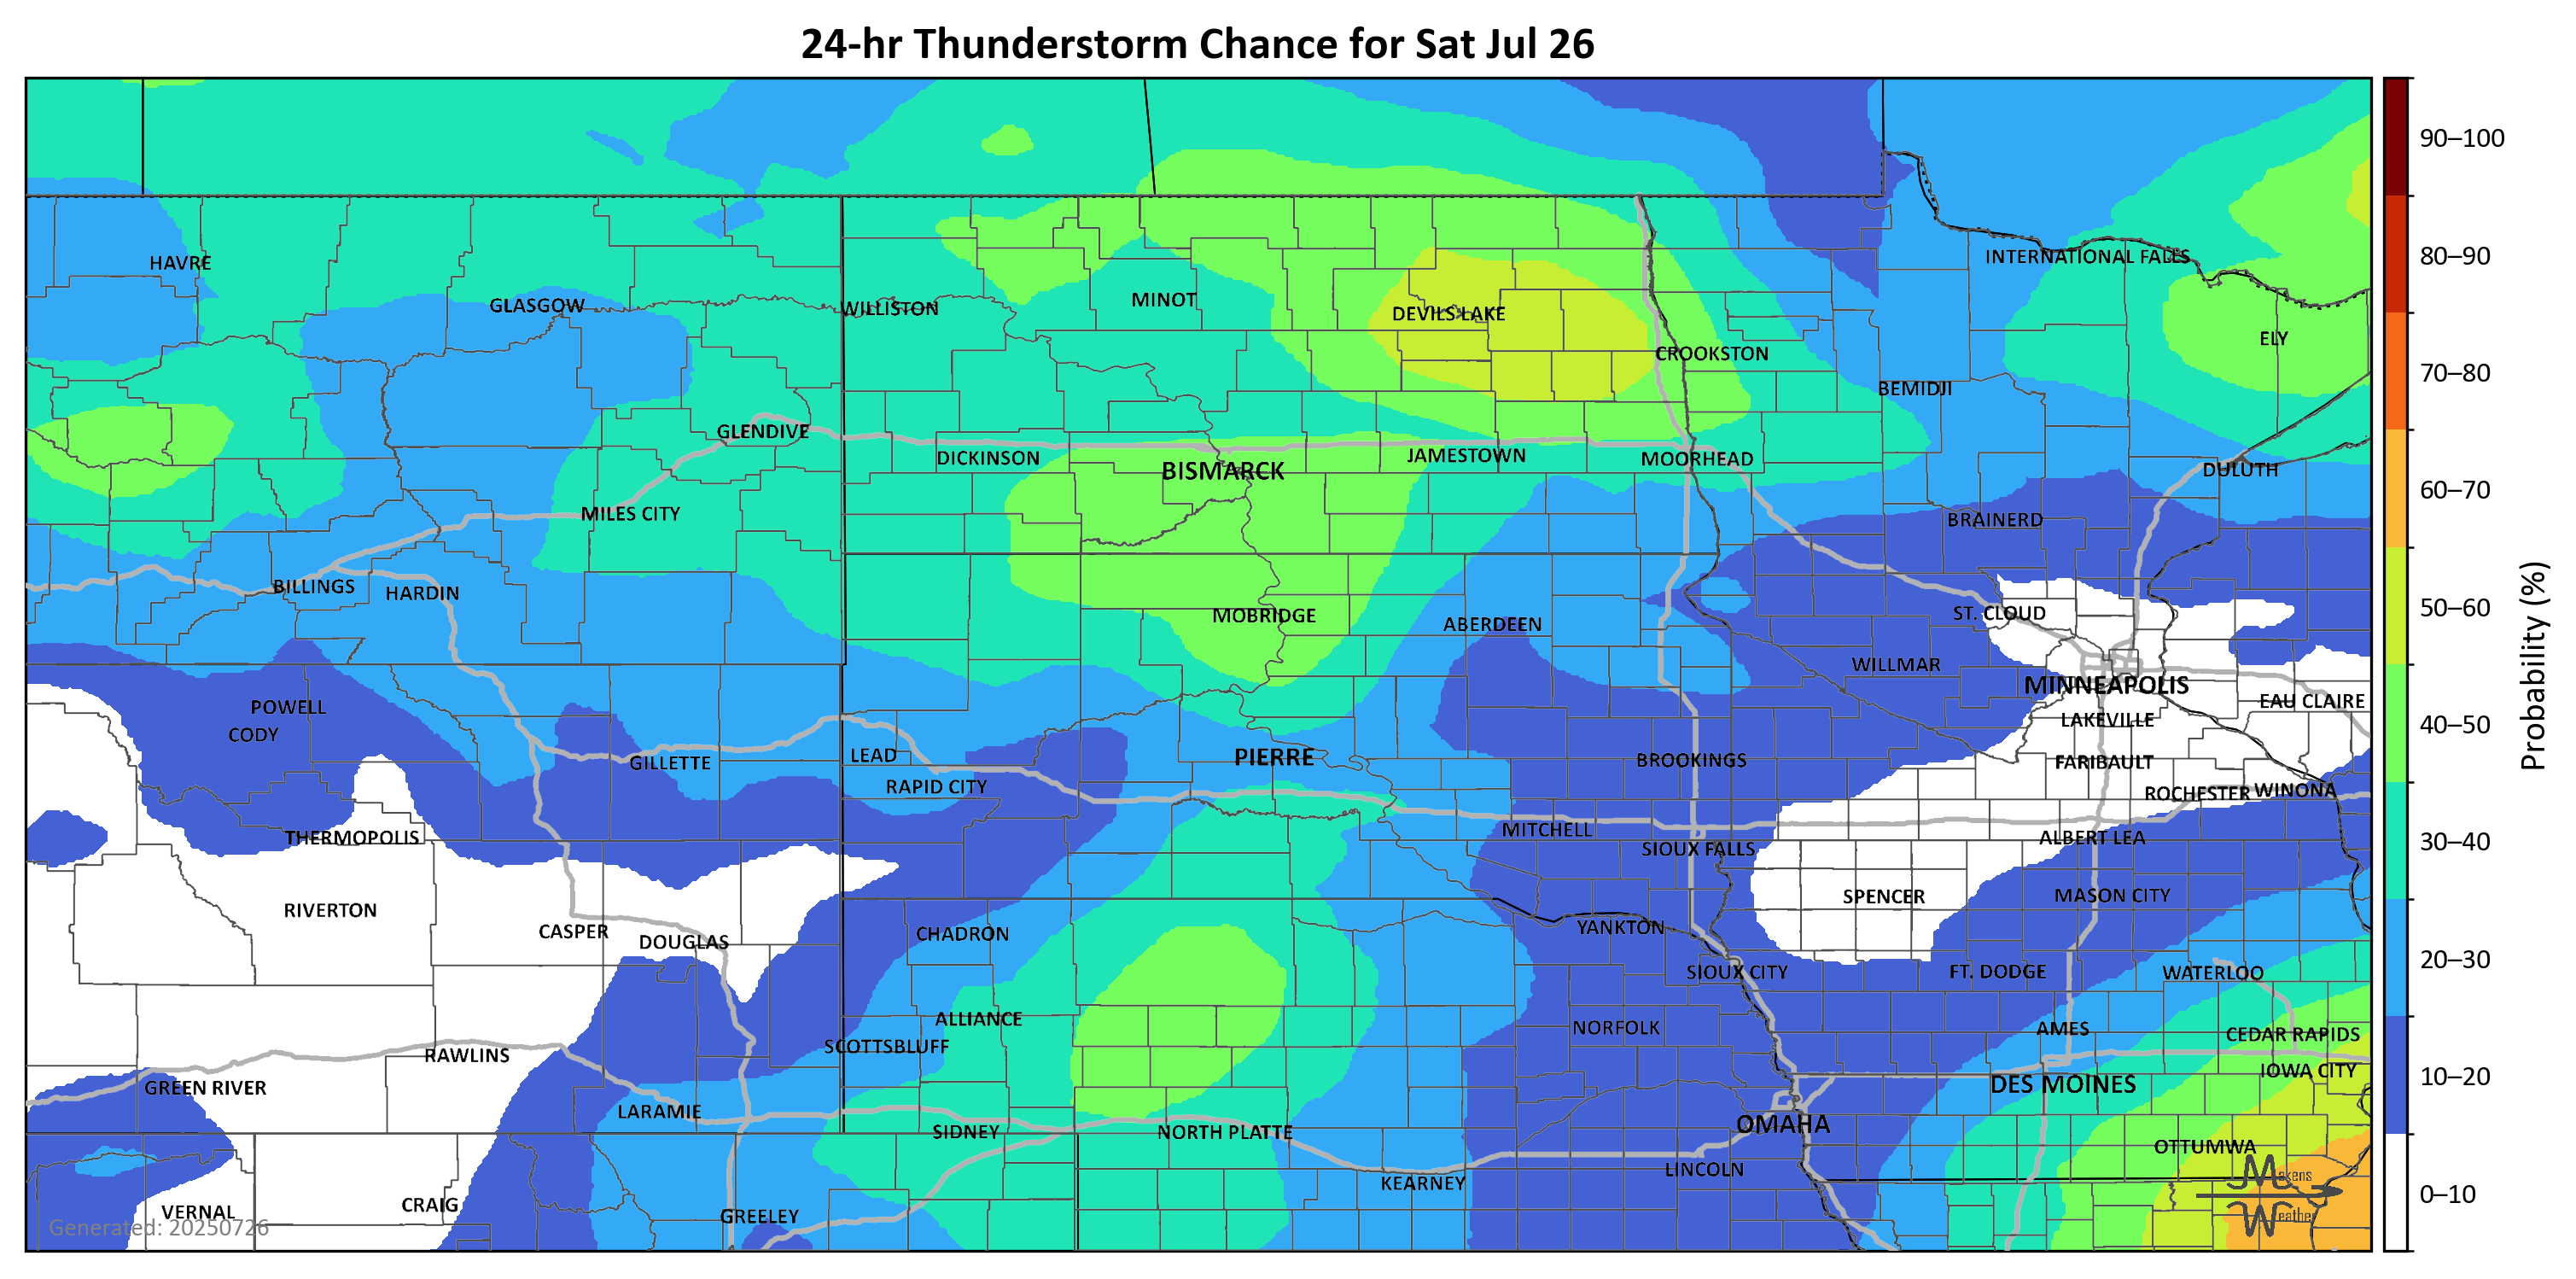 24-hr Thunderstorm Chance for Sat Jul 26
90–100
INTERNATIONAL FALLS
80–90
HAVRE
GLASGOW
WILLISTON
MINOT
DEVILS LAKE
ELY
CROOKSTON
70–80
BEMIDJI
GLENDIVE
DICKINSON
BISMARCK
JAMESTOWN
MOORHEAD
DULUTH
60–70
MILES CITY
BRAINERD
BILLINGS
HARDIN
MOBRIDGE
ABERDEEN
ST. CLOUD
50–60
WILLMAR
Probability (%)
MINNEAPOLIS
EAU CLAIRE
POWELL
LAKEVILLE
40–50
CODY
LEAD
PIERRE
GILLETTE
BROOKINGS
FARIBAULT
RAPID CITY
ROCHESTER
WINONA
THERMOPOLIS
MITCHELL
ALBERT LEA
30–40
SIOUX FALLS
SPENCER
MASON CITY
RIVERTON
CASPER
DOUGLAS
CHADRON
YANKTON
20–30
SIOUX CITY
FT. DODGE
WATERLOO
ALLIANCE
NORFOLK
AMES
CEDAR RAPIDS
SCOTTSBLUFF
RAWLINS
IOWA CITY
10–20
GREEN RIVER
DES MOINES
LARAMIE
OMAHA
SIDNEY
NORTH PLATTE
OTTUMWA
LINCOLN
Makens
KEARNEY
0–10
VERNAL
CRAIG
GREELEY
Weather
Generated: 20250726